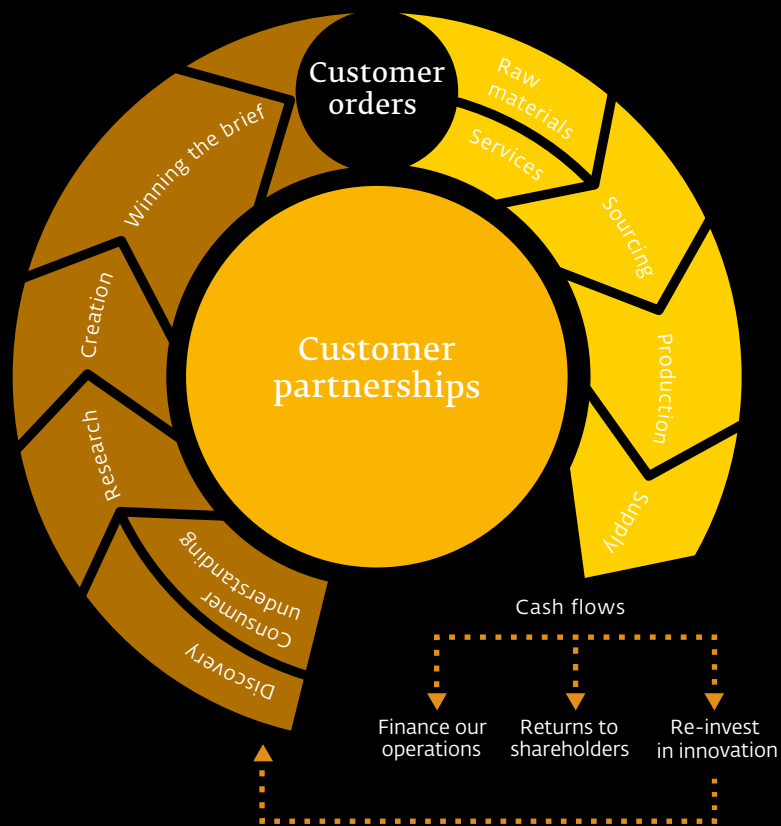 Customer
orders
Raw
materials
Services
Sourcing
Production
Supply
Winning the brief
Creation
Research
Consumer
understanding
Discovery
Customer
partnerships
Cash flows
Finance our
operations
Returns to
shareholders
Re-invest
in innovation